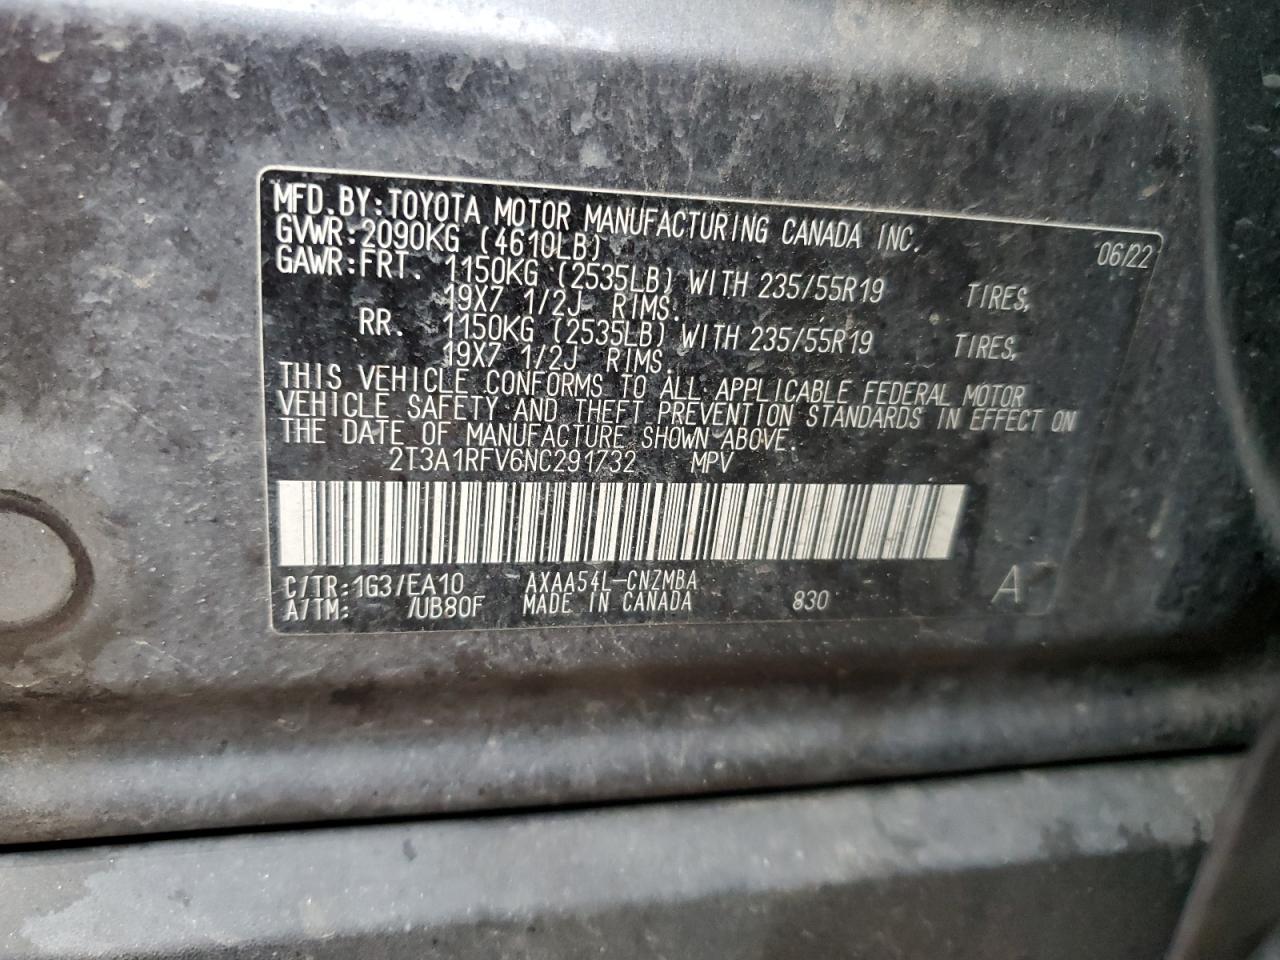 MFD.BY:TOYOTA MOTOR MANUFACTURING CANADA INC. 06/22
GVWR:2090KG (4610LB)
GAWR:FRT. 1150KG (2535LB) WITH 235/55R19 TIRES,
19X7 1/2J RIMS.
RR. 1150KG (2535LB) WITH 235/55R19 TIRES,
19X7 1/2J RIMS.
THIS VEHICLE CONFORMS TO ALL APPLICABLE FEDERAL MOTOR
VEHICLE SAFETY AND THEFT PREVENTION STANDARDS IN EFFECT ON
THE DATE OF MANUFACTURE SHOWN ABOVE.
2T3A1RFV6NC291732 MPV
C/TR:1G3/EA10 AXAA54L-CNZMBA
A/TM: /UB80F MADE IN CANADA 830 A